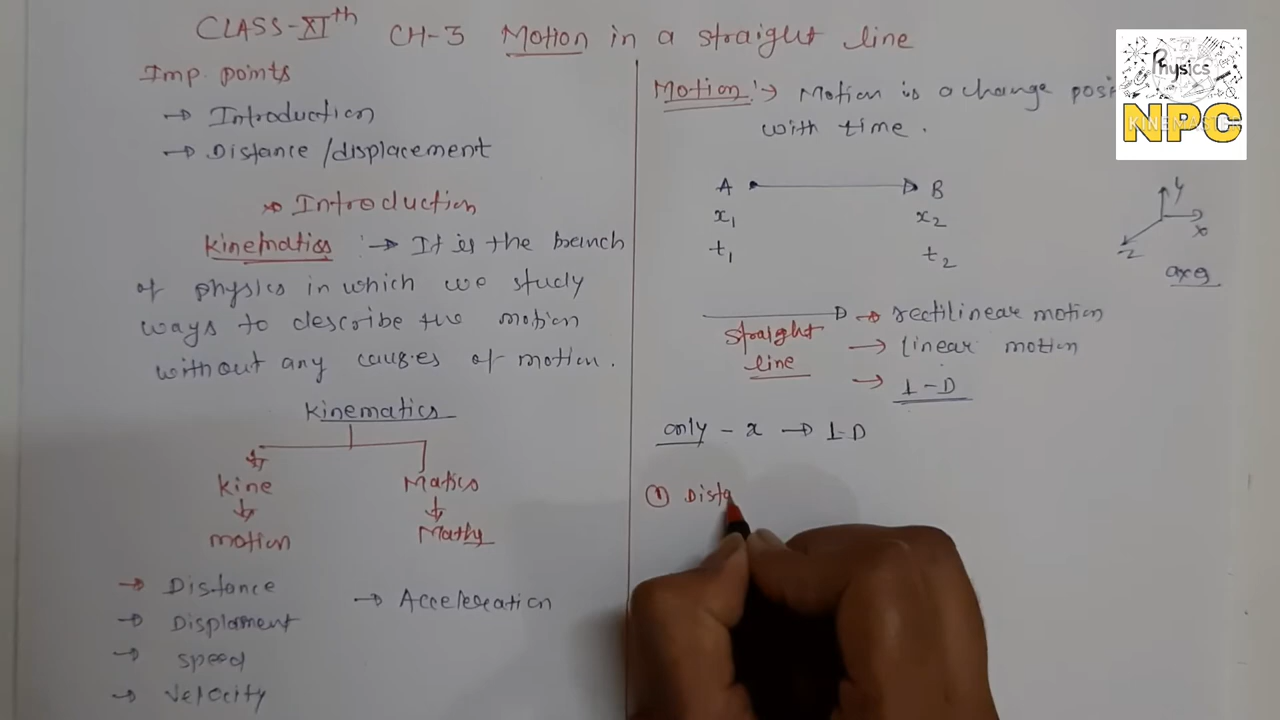 CLASS-XIth CH-3 Motion in a straight line
Imp. points
→ Introduction
→ Distance /displacement
Introduction
Kinematics :→ It is the branch
of physics in which we study
ways to describe the motion
without any causes of motion.
Kinematics
Kine Matics
motion Maths
→ Distance
→ Displament
→ speed
→ Velocity
→ Acceleration
Motion :→ Motion is a change posi
with time.
A B
x1 x2
t1 t2
y
x
z
axes
straight line
→ rectilinear motion
→ linear motion
→ 1-D
only - x → 1-D
① Dista
Physics
NPC
KINEMASTER